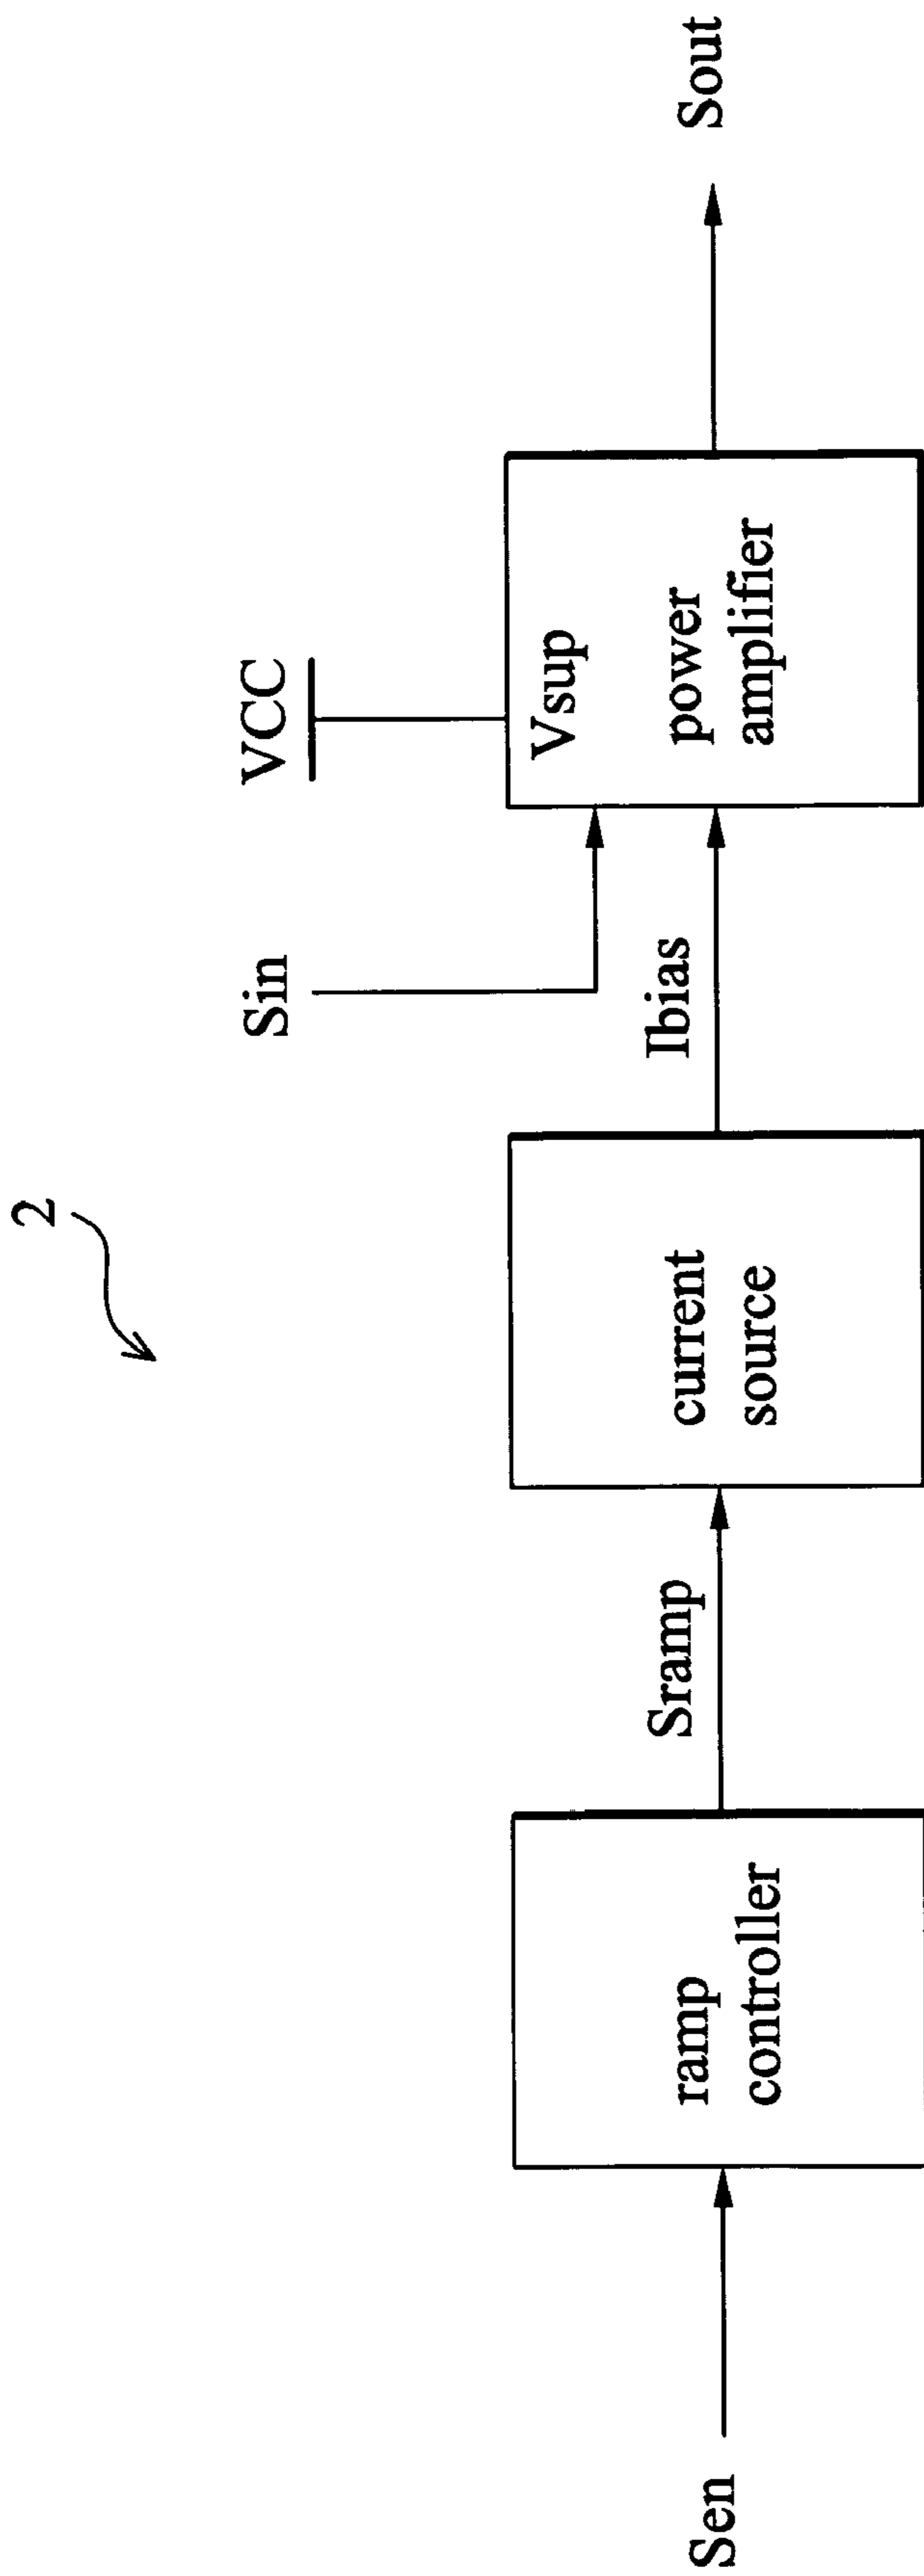 2
Sin
VCC
Sen
ramp
controller
Sramp
current
source
Ibias
Vsup
power
amplifier
Sout